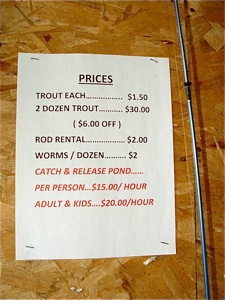 PRICES
TROUT EACH................ $1.50
2 DOZEN TROUT........... $30.00
( $6.00 OFF )
ROD RENTAL................. $2.00
WORMS / DOZEN.......... $2
CATCH & RELEASE POND......
PER PERSON...$15.00/ HOUR
ADULT & KIDS....$20.00/HOUR